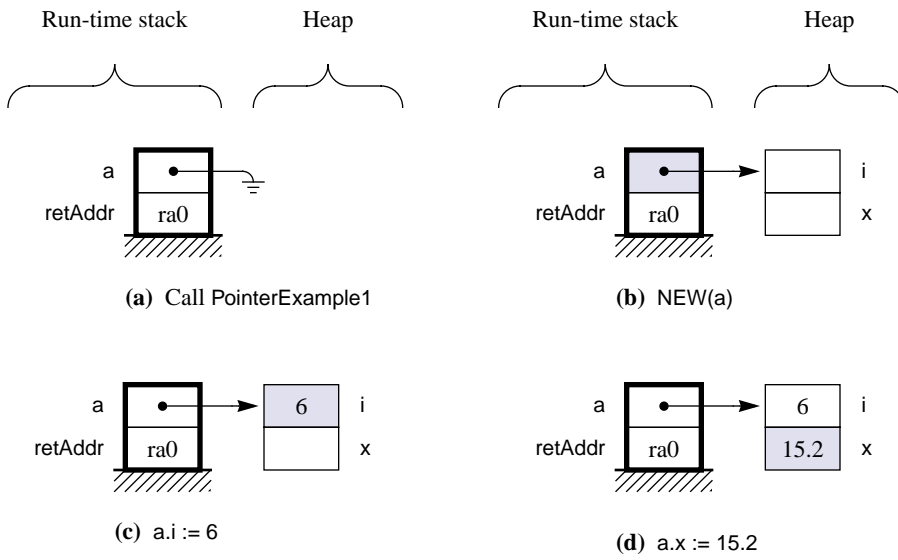 Run-time stack Heap Run-time stack Heap
a a i
retAddr ra0 retAddr ra0 x
(a) Call PointerExample1 (b) NEW(a)
a 6 i a 6 i
retAddr ra0 x retAddr ra0 15.2 x
(c) a.i := 6 (d) a.x := 15.2